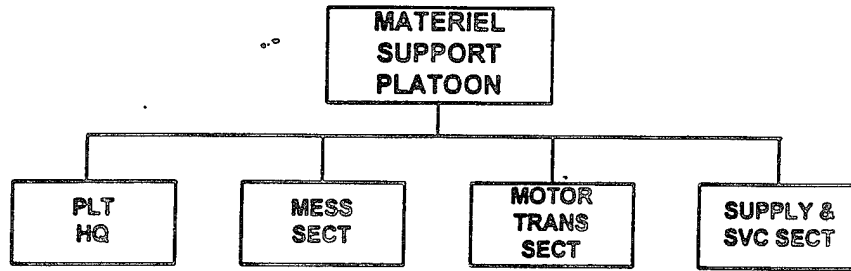 MATERIEL
SUPPORT
PLATOON
PLT
HQ
MESS
SECT
MOTOR
TRANS
SECT
SUPPLY &
SVC SECT